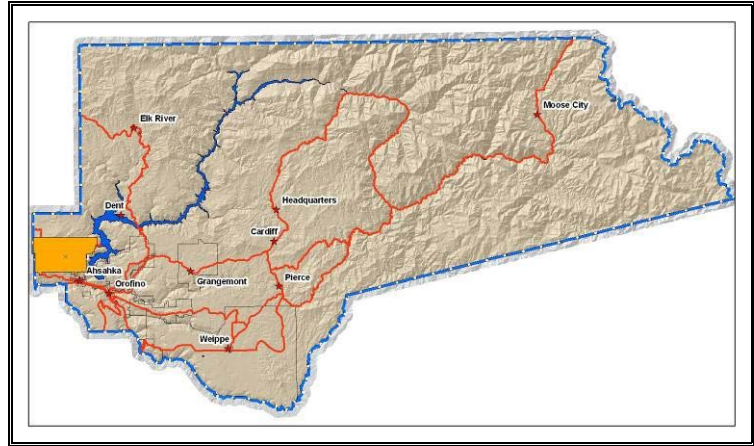 Elk River
Moose City
Dent
Headquarters
Cardiff
Ahsahka
Orofino
Grangemont
Pierce
Weippe